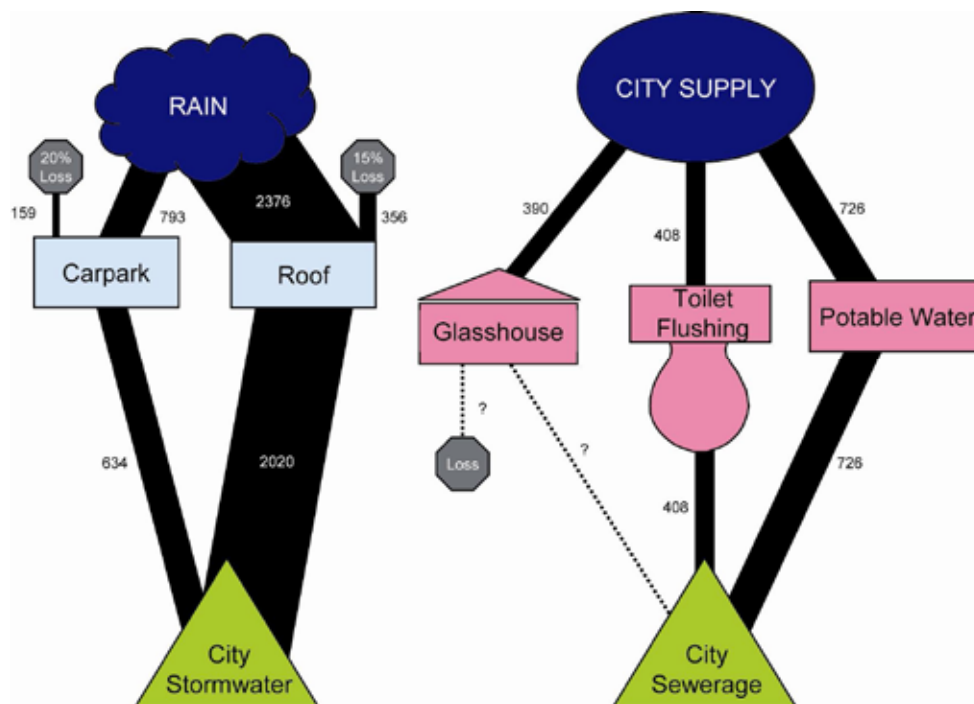 RAIN
CITY SUPPLY
20%
Loss
15%
Loss
159
793
2376
356
390
408
726
Carpark
Roof
Glasshouse
Toilet
Flushing
Potable Water
?
?
Loss
634
2020
408
726
City
Stormwater
City
Sewerage